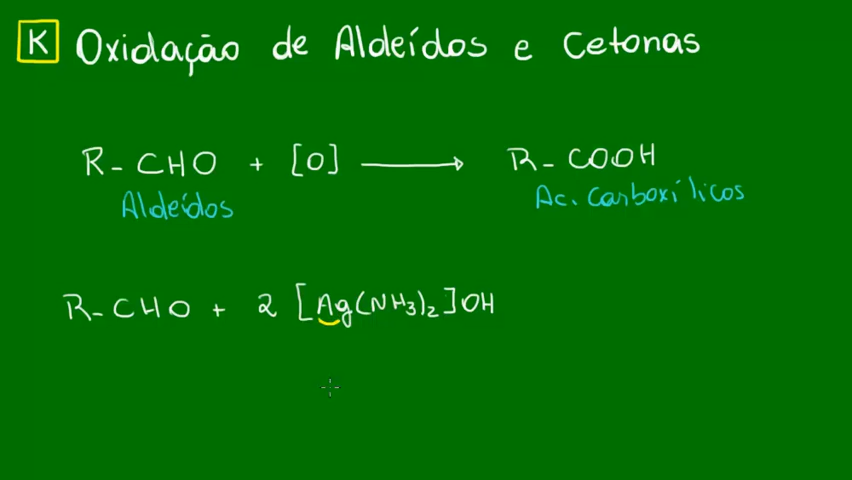 K Oxidação de Aldeídos e Cetonas
R-CHO + [O] → R-COOH
Aldeídos Ac. carboxílicos
R-CHO + 2 [Ag(NH₃)₂]OH